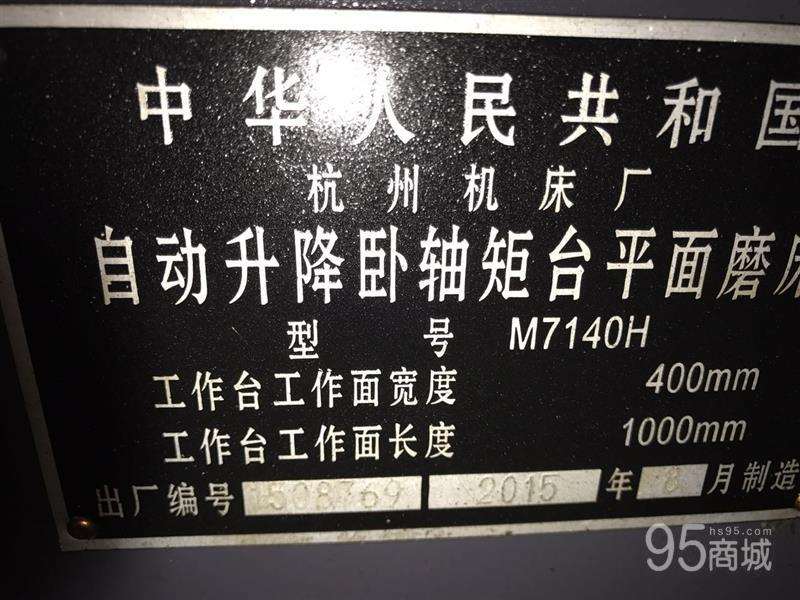 中华人民共和国
杭州机床厂
自动升降卧轴矩台平面磨床
型 号 M7140H
工作台工作面宽度 400mm
工作台工作面长度 1000mm
出厂编号 1508769 2015 年 8 月制造
hs95.com
95商城